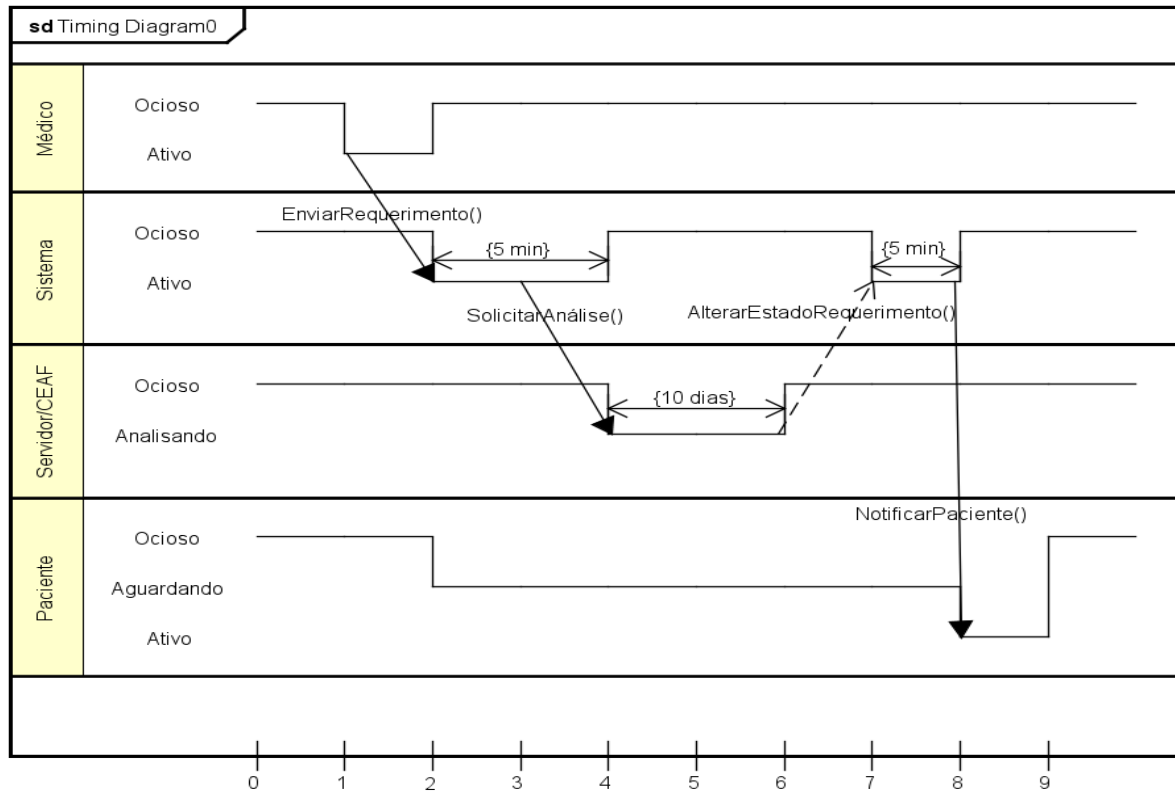 sd Timing Diagram0
Médico
Ocioso
Ativo
EnviarRequerimento()
Sistema
Ocioso
Ativo
{5 min}
{5 min}
SolicitarAnálise()
AlterarEstadoRequerimento()
Servidor/CEAF
Ocioso
Analisando
{10 dias}
NotificarPaciente()
Paciente
Ocioso
Aguardando
Ativo
0 1 2 3 4 5 6 7 8 9